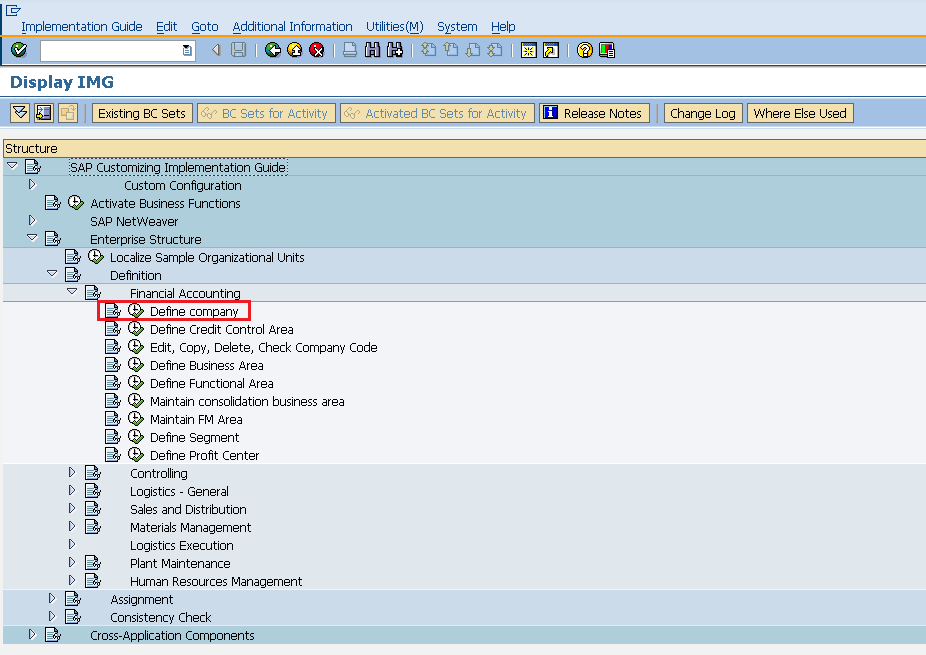 Implementation Guide Edit Goto Additional Information Utilities(M) System Help
Display IMG
Existing BC Sets BC Sets for Activity Activated BC Sets for Activity Release Notes Change Log Where Else Used
Structure
SAP Customizing Implementation Guide
Custom Configuration
Activate Business Functions
SAP NetWeaver
Enterprise Structure
Localize Sample Organizational Units
Definition
Financial Accounting
Define company
Define Credit Control Area
Edit, Copy, Delete, Check Company Code
Define Business Area
Define Functional Area
Maintain consolidation business area
Maintain FM Area
Define Segment
Define Profit Center
Controlling
Logistics - General
Sales and Distribution
Materials Management
Logistics Execution
Plant Maintenance
Human Resources Management
Assignment
Consistency Check
Cross-Application Components